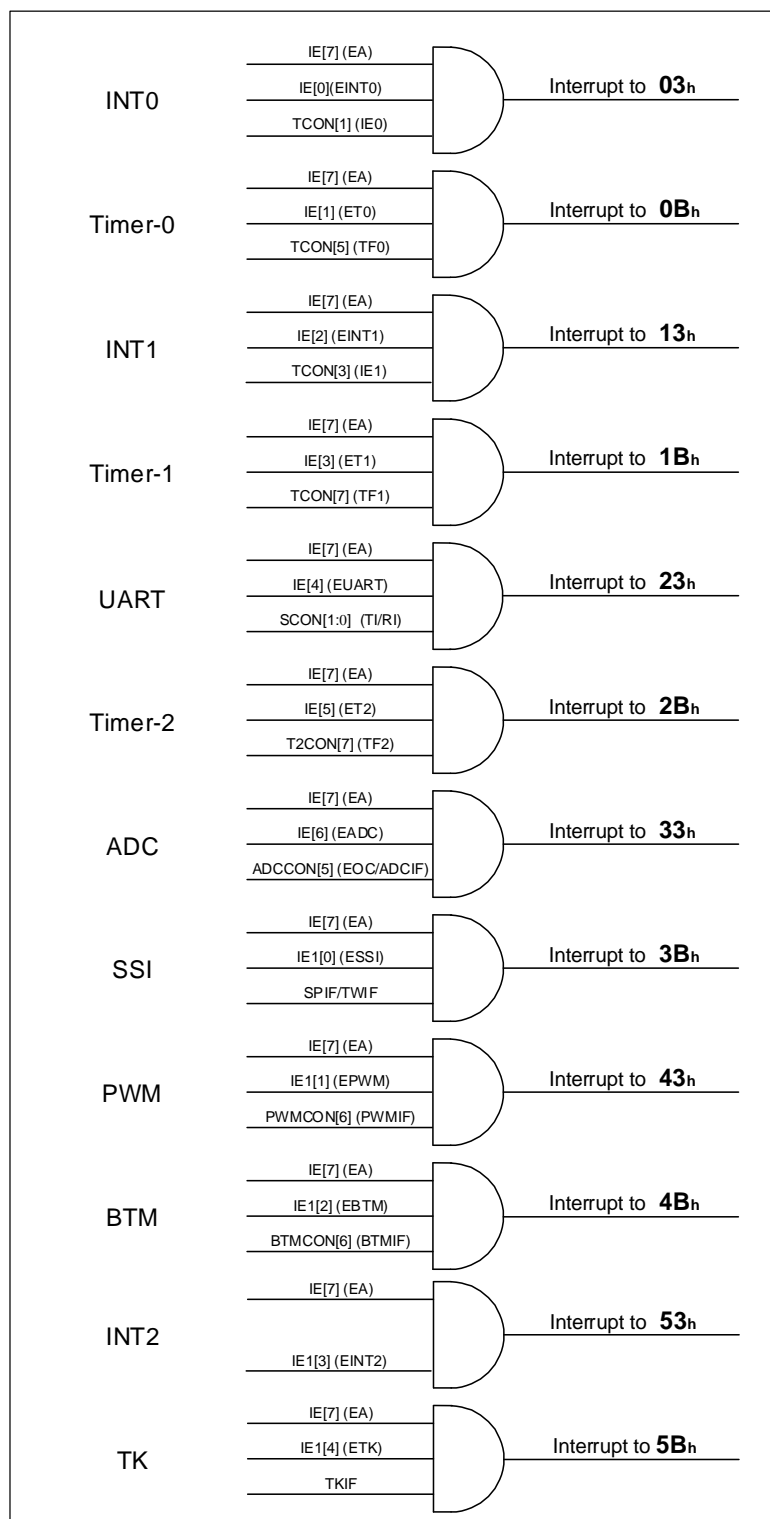 IE[7] (EA)
INT0
IE[0](EINT0)
Interrupt to 03h
TCON[1] (IE0)
IE[7] (EA)
Timer-0
IE[1] (ET0)
Interrupt to 0Bh
TCON[5] (TF0)
IE[7] (EA)
INT1
IE[2] (EINT1)
Interrupt to 13h
TCON[3] (IE1)
IE[7] (EA)
Timer-1
IE[3] (ET1)
Interrupt to 1Bh
TCON[7] (TF1)
IE[7] (EA)
UART
IE[4] (EUART)
Interrupt to 23h
SCON[1:0] (TI/RI)
IE[7] (EA)
Timer-2
IE[5] (ET2)
Interrupt to 2Bh
T2CON[7] (TF2)
IE[7] (EA)
ADC
IE[6] (EADC)
Interrupt to 33h
ADCCON[5] (EOC/ADCIF)
IE[7] (EA)
SSI
IE1[0] (ESSI)
Interrupt to 3Bh
SPIF/TWIF
IE[7] (EA)
PWM
IE1[1] (EPWM)
Interrupt to 43h
PWMCON[6] (PWMIF)
IE[7] (EA)
BTM
IE1[2] (EBTM)
Interrupt to 4Bh
BTMCON[6] (BTMIF)
IE[7] (EA)
INT2
Interrupt to 53h
IE1[3] (EINT2)
IE[7] (EA)
TK
IE1[4] (ETK)
Interrupt to 5Bh
TKIF